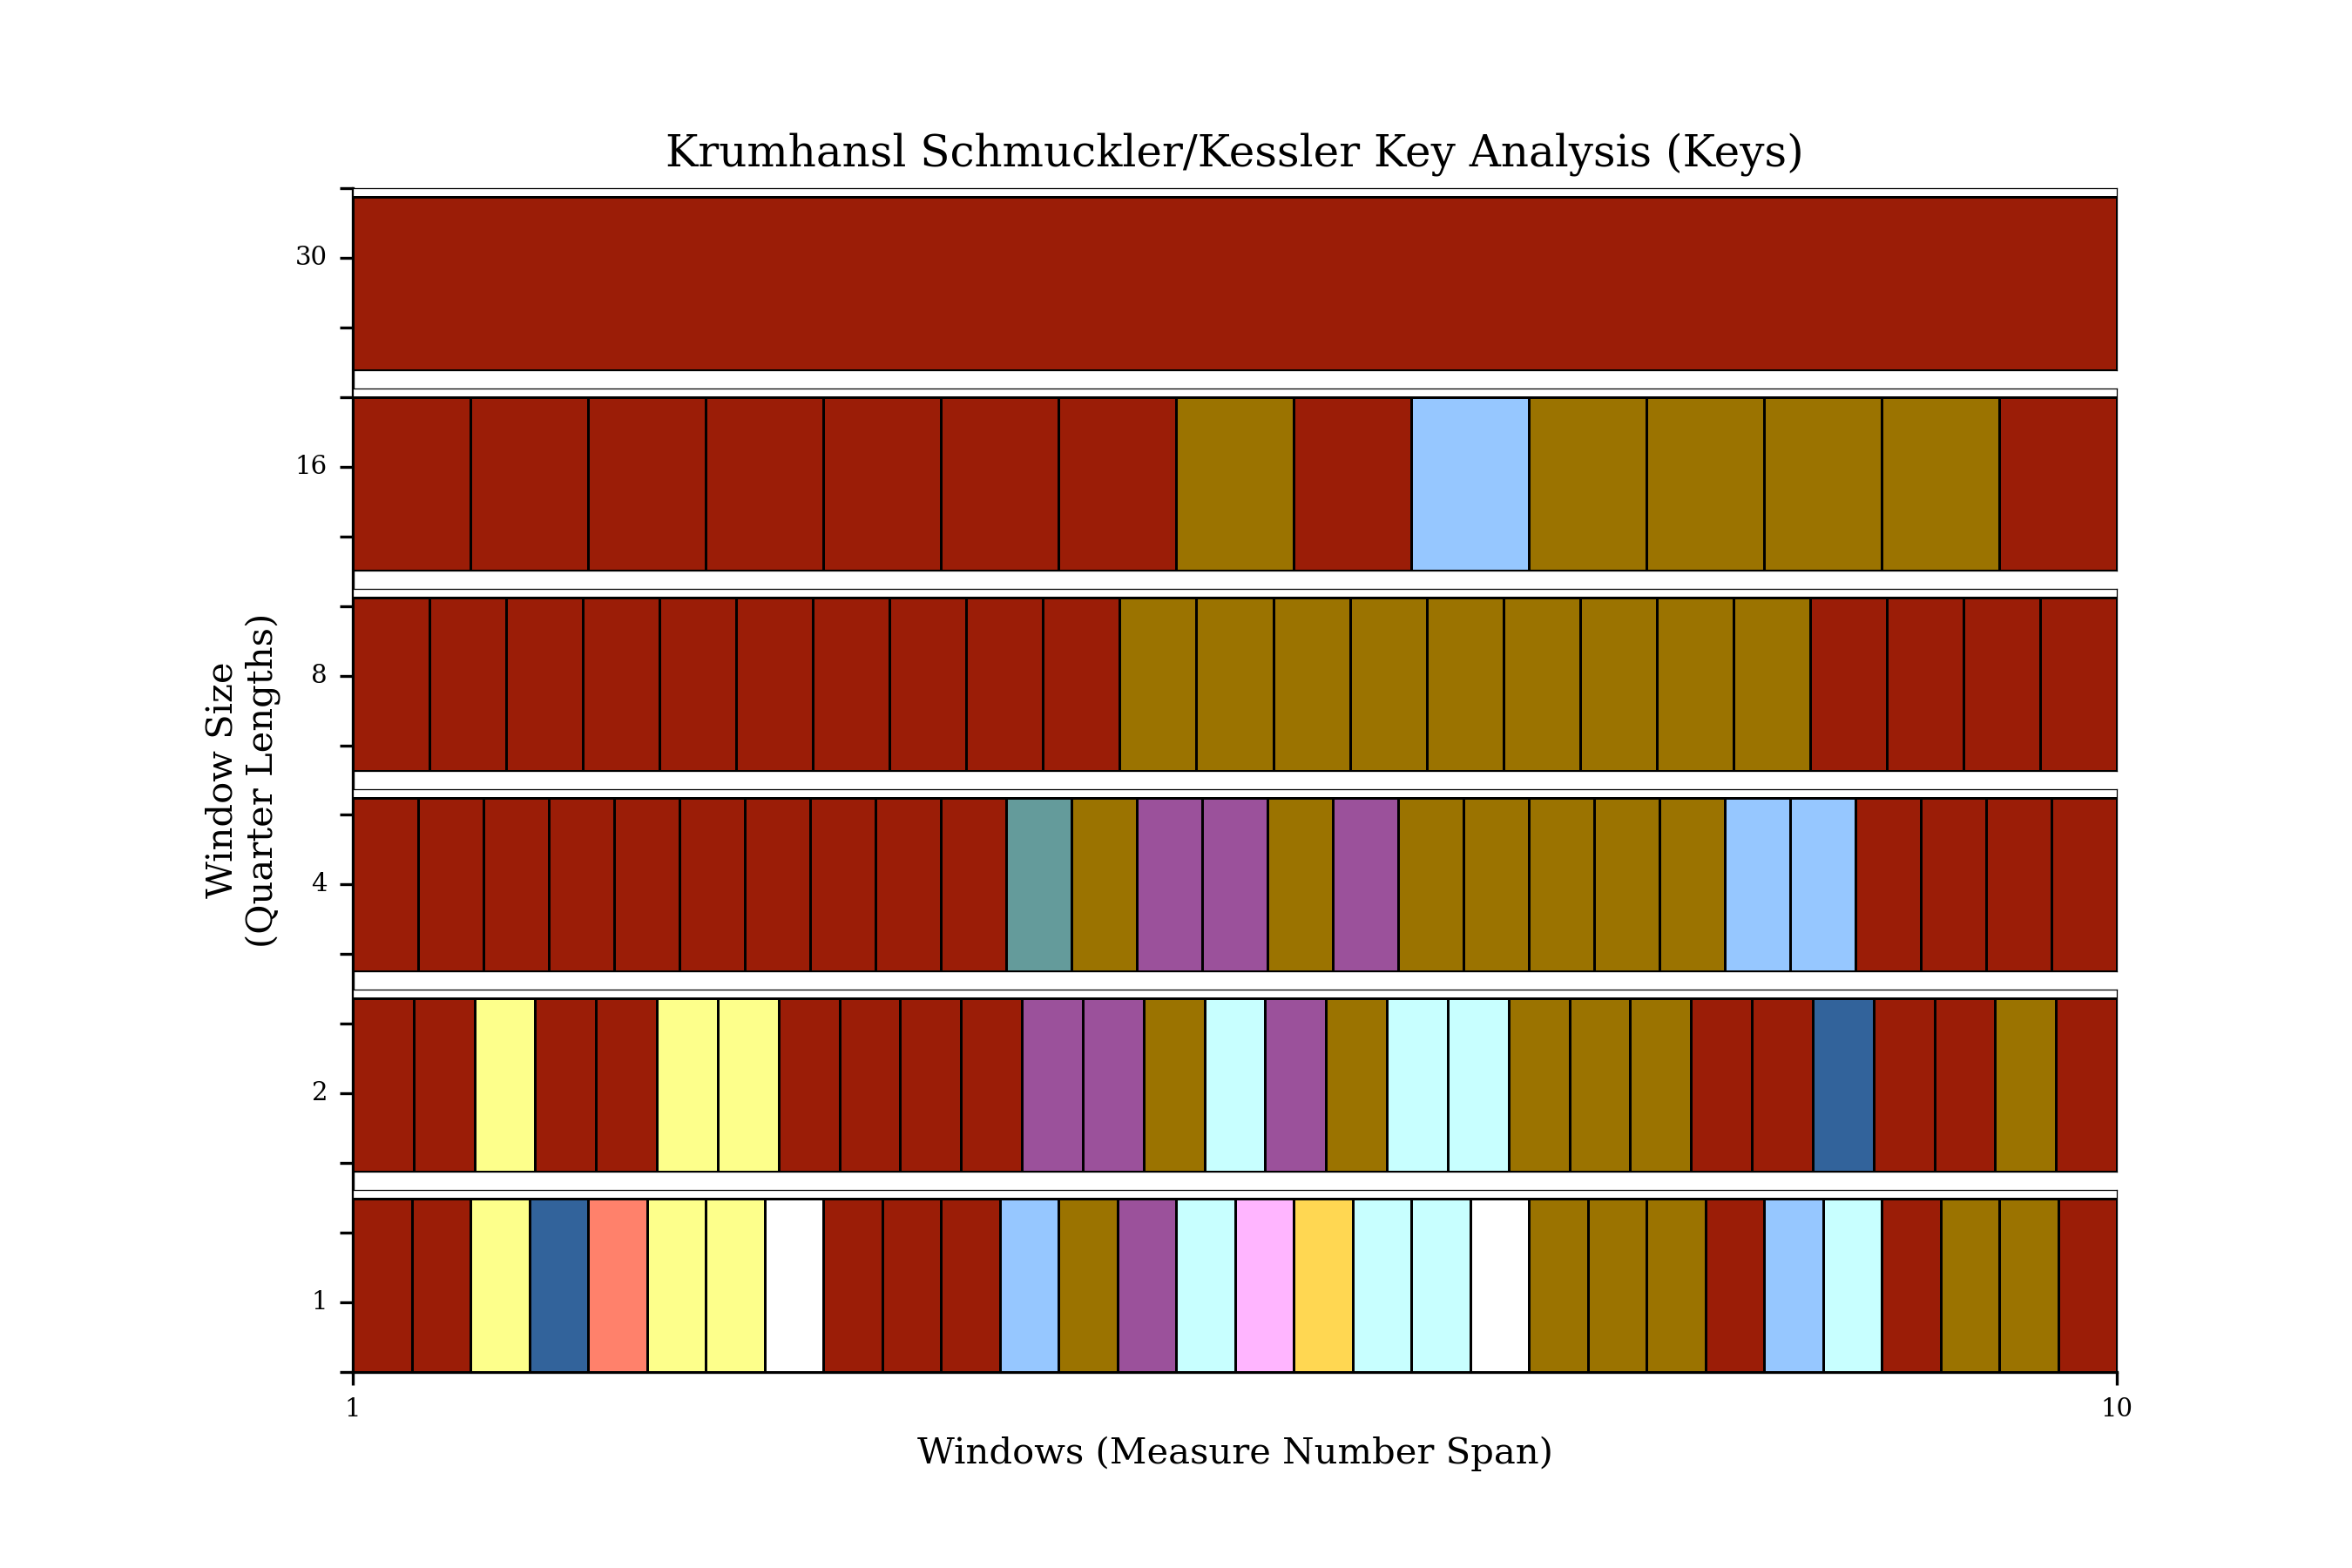 Krumhansl Schmuckler/Kessler Key Analysis (Keys)
30
16
8
4
2
1
Window Size
(Quarter Lengths)
1
10
Windows (Measure Number Span)